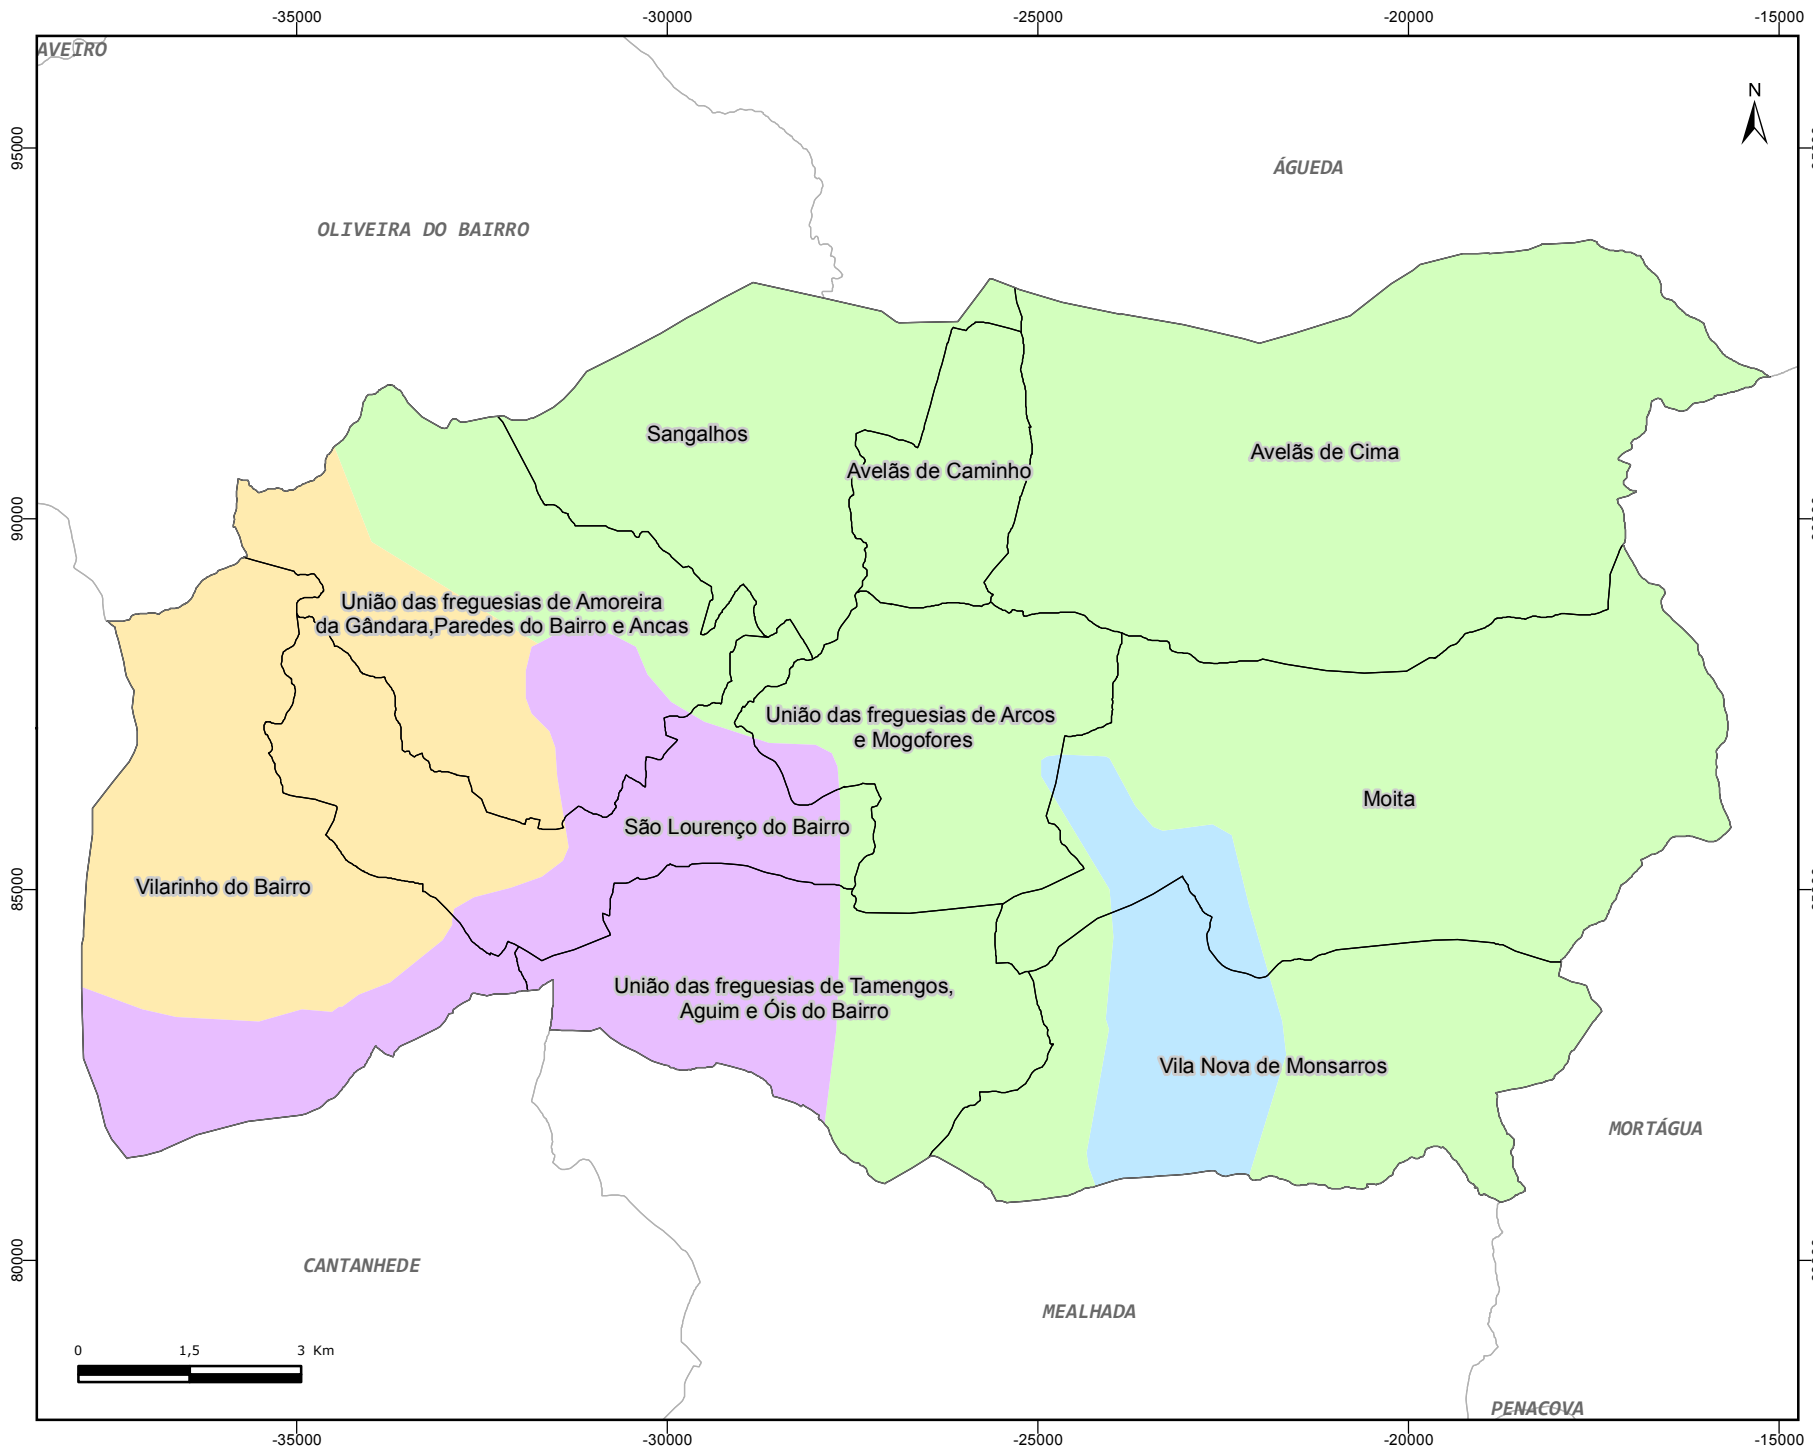 -35000
-30000
-25000
-20000
-15000
AVEIRO
N
95000
ÁGUEDA
OLIVEIRA DO BAIRRO
Sangalhos
Avelãs de Cima
Avelãs de Caminho
90000
União das freguesias de Amoreira
da Gândara,Paredes do Bairro e Ancas
União das freguesias de Arcos
e Mogofores
Moita
São Lourenço do Bairro
Vilarinho do Bairro
85000
União das freguesias de Tamengos,
Aguim e Óis do Bairro
Vila Nova de Monsarros
MORTÁGUA
80000
CANTANHEDE
MEALHADA
0 1,5 3 Km
PENACOVA
-35000
-30000
-25000
-20000
-15000